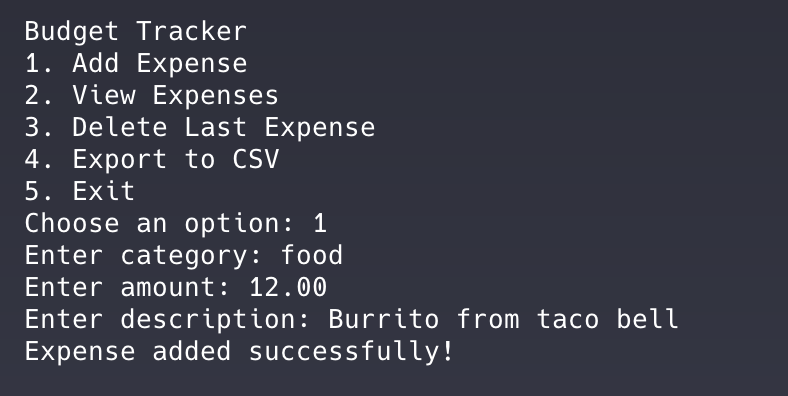 Budget Tracker
1. Add Expense
2. View Expenses
3. Delete Last Expense
4. Export to CSV
5. Exit
Choose an option: 1
Enter category: food
Enter amount: 12.00
Enter description: Burrito from taco bell
Expense added successfully!